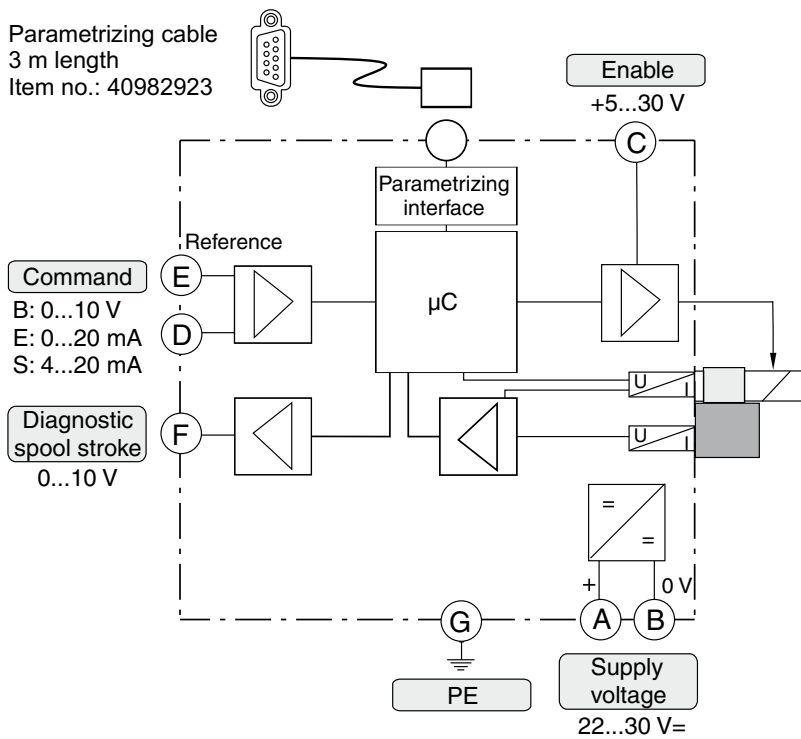 Parametrizing cable
3 m length
Item no.: 40982923
Enable
+5...30 V
C
Parametrizing
interface
Reference
E
Command
B: 0...10 V
E: 0...20 mA
S: 4...20 mA
D
µC
U
I
Diagnostic
spool stroke
0...10 V
F
U
I
=
=
+
0 V
G
A
B
PE
Supply
voltage
22...30 V=